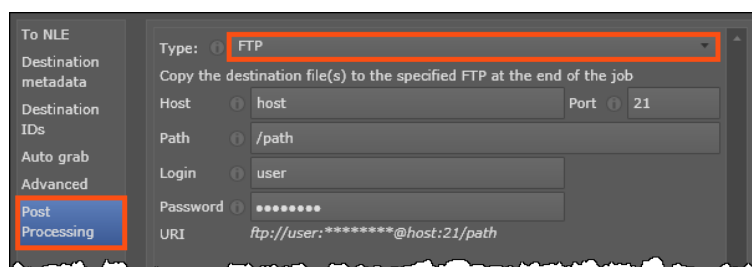 To NLE
Destination
metadata
Destination
IDs
Auto grab
Advanced
Post
Processing
Type: FTP
Copy the destination file(s) to the specified FTP at the end of the job
Host host Port 21
Path /path
Login user
Password ●●●●●●●●
URI ftp://user:********@host:21/path